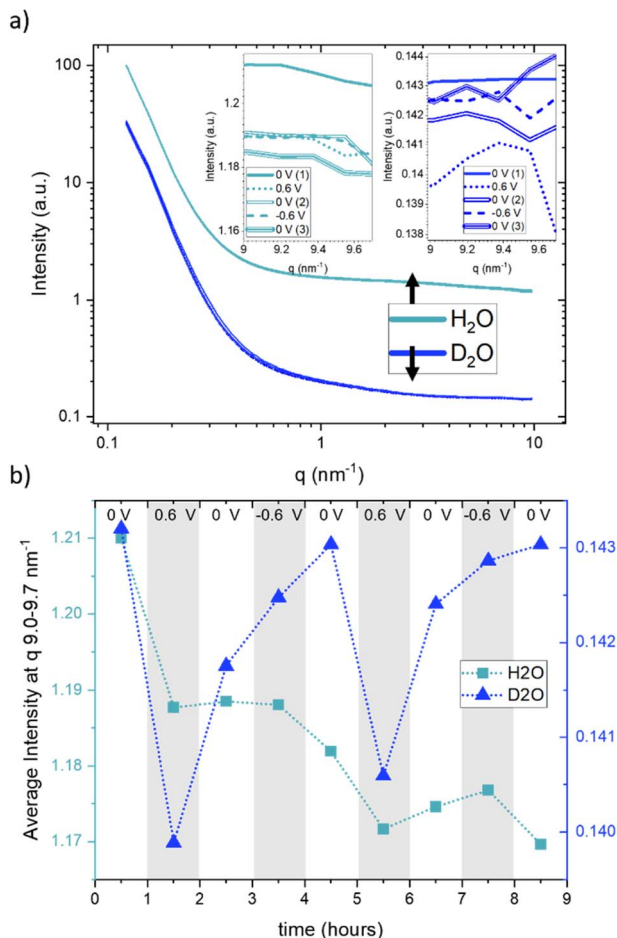 a)
100
10
1
0.1
Intensity (a.u.)
0.1
1
10
q (nm⁻¹)
1.2
1.18
1.16
Intensity (a.u.)
0 V (1)
0.6 V
0 V (2)
-0.6 V
0 V (3)
9
9.2
9.4
9.6
q (nm⁻¹)
0.144
0.143
0.142
0.141
0.14
0.139
0.138
Intensity (a.u.)
0 V (1)
0.6 V
0 V (2)
-0.6 V
0 V (3)
9
9.2
9.4
9.6
q (nm⁻¹)
H₂O
D₂O
b)
0 V 0.6 V 0 V -0.6 V 0 V 0.6 V 0 V -0.6 V 0 V
1.21
1.20
1.19
1.18
1.17
Average Intensity at q 9.0-9.7 nm⁻¹
0.143
0.142
0.141
0.140
H2O
D2O
0 1 2 3 4 5 6 7 8 9
time (hours)